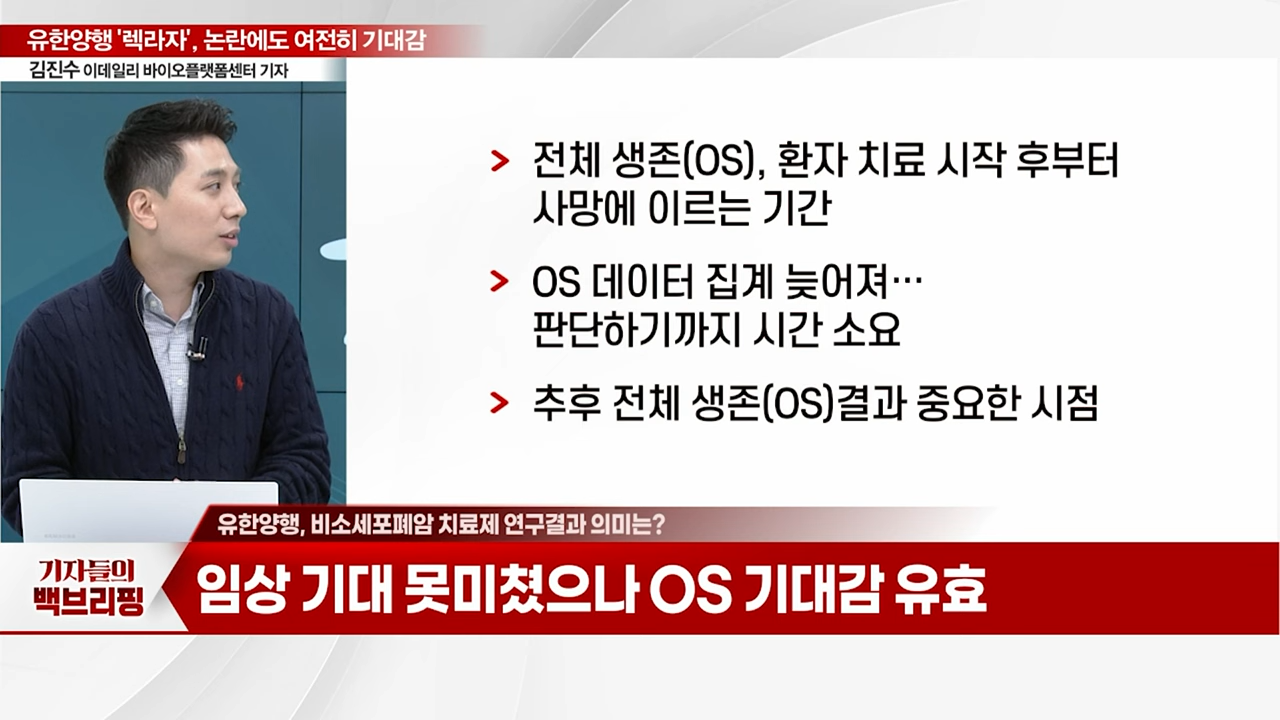 유한양행 '렉라자', 논란에도 여전히 기대감
김진수 이데일리 바이오플랫폼센터 기자
> 전체 생존(OS), 환자 치료 시작 후부터
사망에 이르는 기간
> OS 데이터 집계 늦어져…
판단하기까지 시간 소요
> 추후 전체 생존(OS)결과 중요한 시점
유한양행, 비소세포폐암 치료제 연구결과 의미는?
기자들의
백브리핑
임상 기대 못미쳤으나 OS 기대감 유효